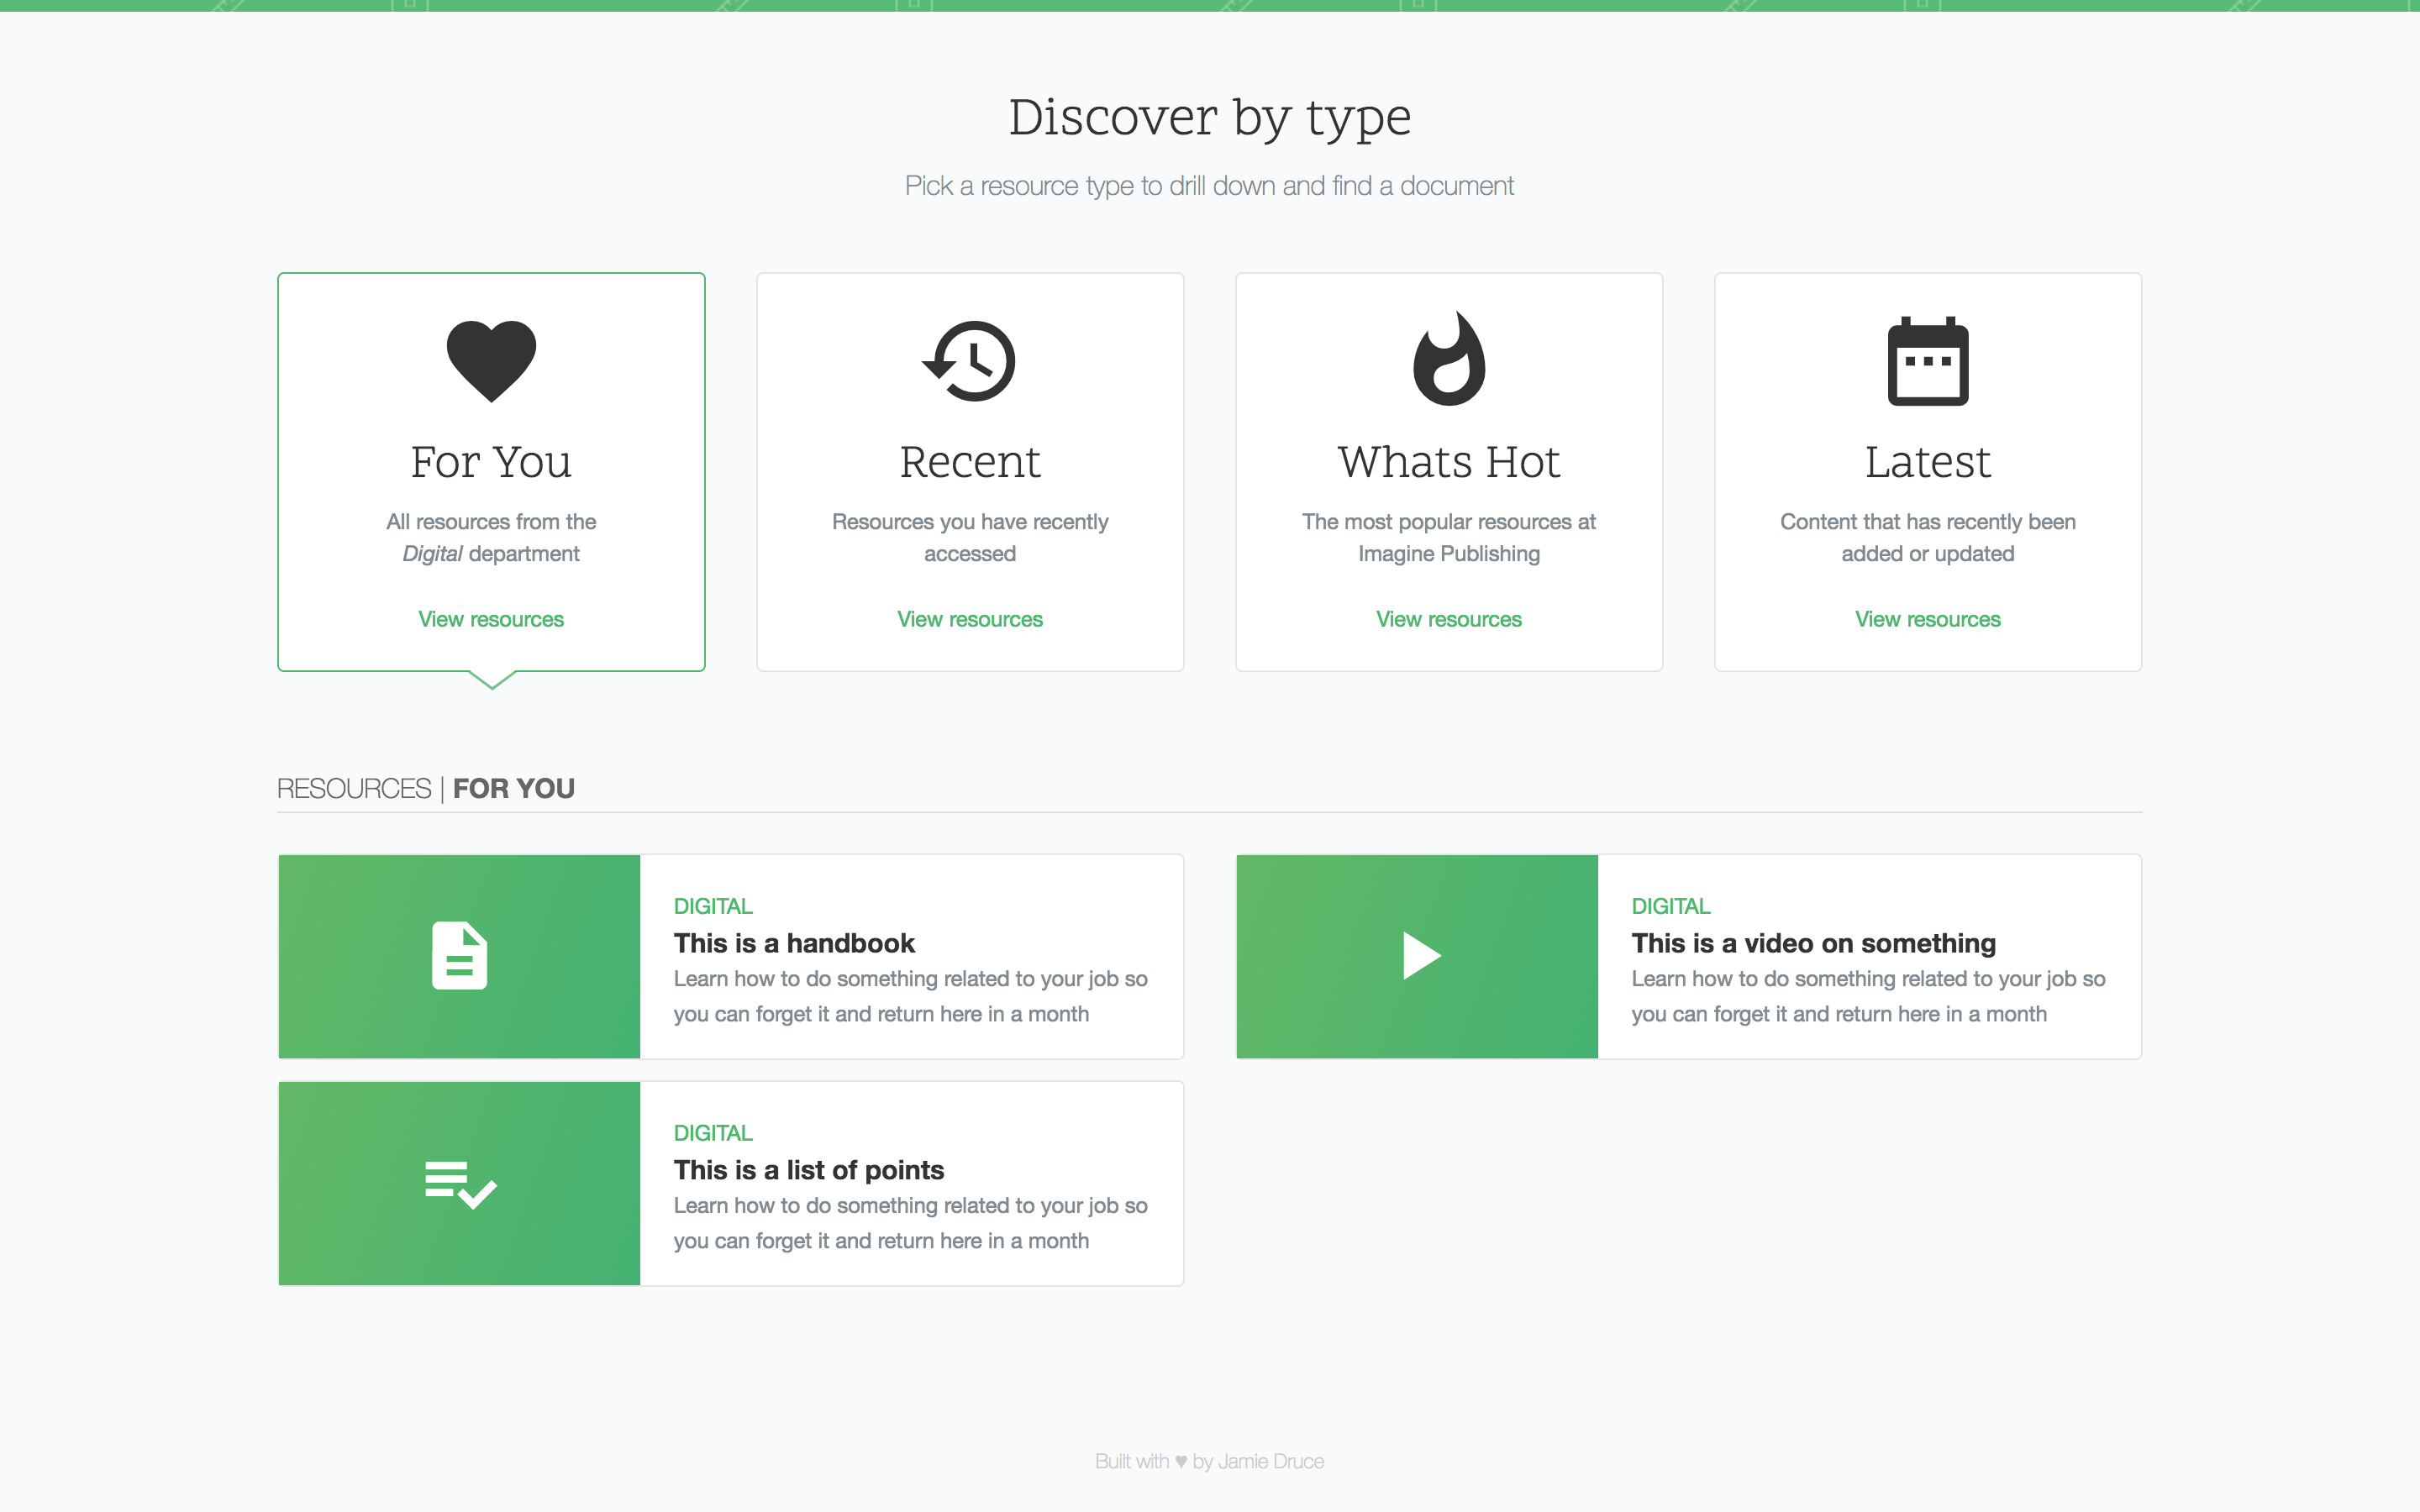 Discover by type
Pick a resource type to drill down and find a document
For You
All resources from the
Digital department
View resources
Recent
Resources you have recently
accessed
View resources
Whats Hot
The most popular resources at
Imagine Publishing
View resources
Latest
Content that has recently been
added or updated
View resources
RESOURCES | FOR YOU
DIGITAL
This is a handbook
Learn how to do something related to your job so
you can forget it and return here in a month
DIGITAL
This is a video on something
Learn how to do something related to your job so
you can forget it and return here in a month
DIGITAL
This is a list of points
Learn how to do something related to your job so
you can forget it and return here in a month
Built with ♥ by Jamie Druce